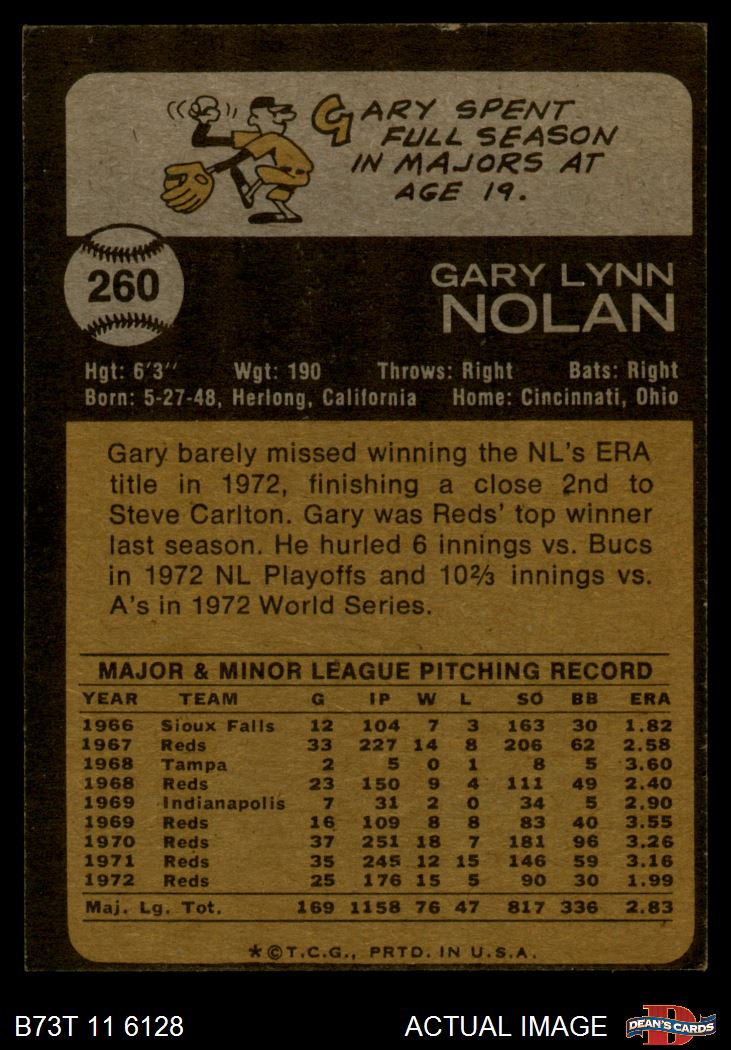 GARY SPENT
FULL SEASON
IN MAJORS AT
AGE 19.
260
GARY LYNN
NOLAN
Hgt: 6'3" Wgt: 190 Throws: Right Bats: Right
Born: 5-27-48, Herlong, California Home: Cincinnati, Ohio
Gary barely missed winning the NL's ERA
title in 1972, finishing a close 2nd to
Steve Carlton. Gary was Reds' top winner
last season. He hurled 6 innings vs. Bucs
in 1972 NL Playoffs and 10⅔ innings vs.
A's in 1972 World Series.
MAJOR & MINOR LEAGUE PITCHING RECORD
YEAR TEAM G IP W L SO BB ERA
1966 Sioux Falls 12 104 7 3 163 30 1.82
1967 Reds 33 227 14 8 206 62 2.58
1968 Tampa 2 5 0 1 8 5 3.60
1968 Reds 23 150 9 4 111 49 2.40
1969 Indianapolis 7 31 2 0 34 5 2.90
1969 Reds 16 109 8 8 83 40 3.55
1970 Reds 37 251 18 7 181 96 3.26
1971 Reds 35 245 12 15 146 59 3.16
1972 Reds 25 176 15 5 90 30 1.99
Maj. Lg. Tot. 169 1158 76 47 817 336 2.83
*©T.C.G., PRTD. IN U.S.A.
B73T 11 6128 ACTUAL IMAGE D DEAN'S CARDS